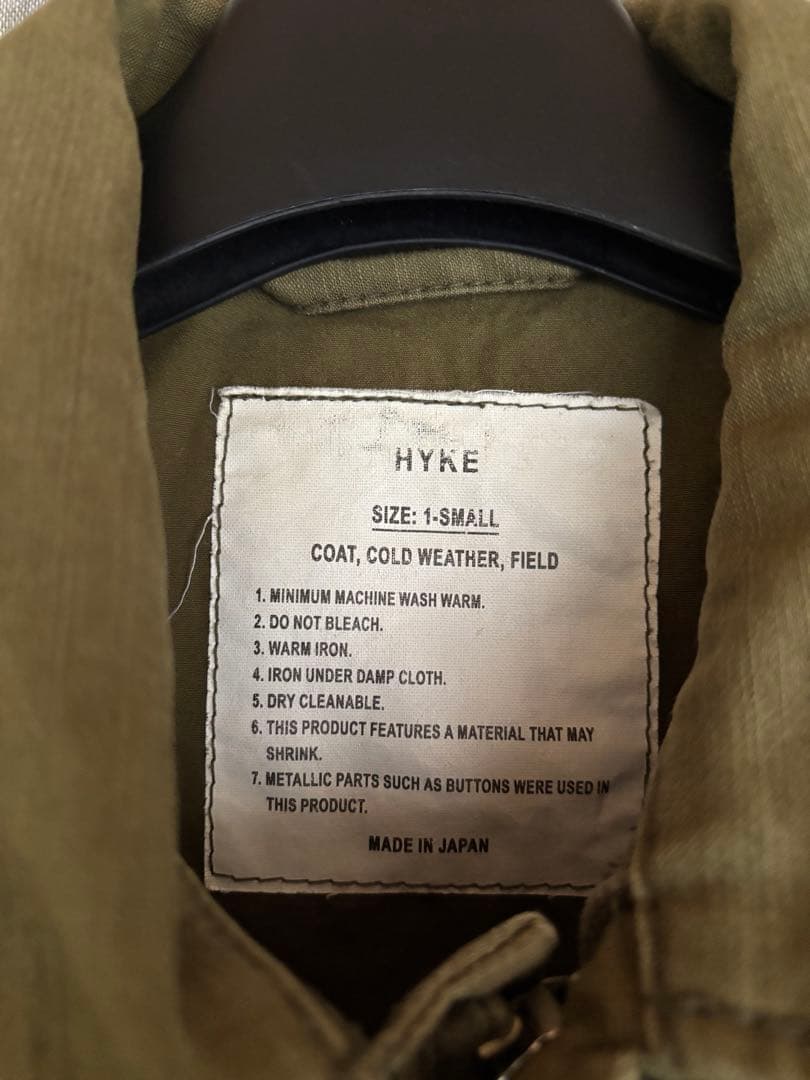 HYKE
SIZE: 1-SMALL
COAT, COLD WEATHER, FIELD
1. MINIMUM MACHINE WASH WARM.
2. DO NOT BLEACH.
3. WARM IRON.
4. IRON UNDER DAMP CLOTH.
5. DRY CLEANABLE.
6. THIS PRODUCT FEATURES A MATERIAL THAT MAY
SHRINK.
7. METALLIC PARTS SUCH AS BUTTONS WERE USED IN
THIS PRODUCT.
MADE IN JAPAN